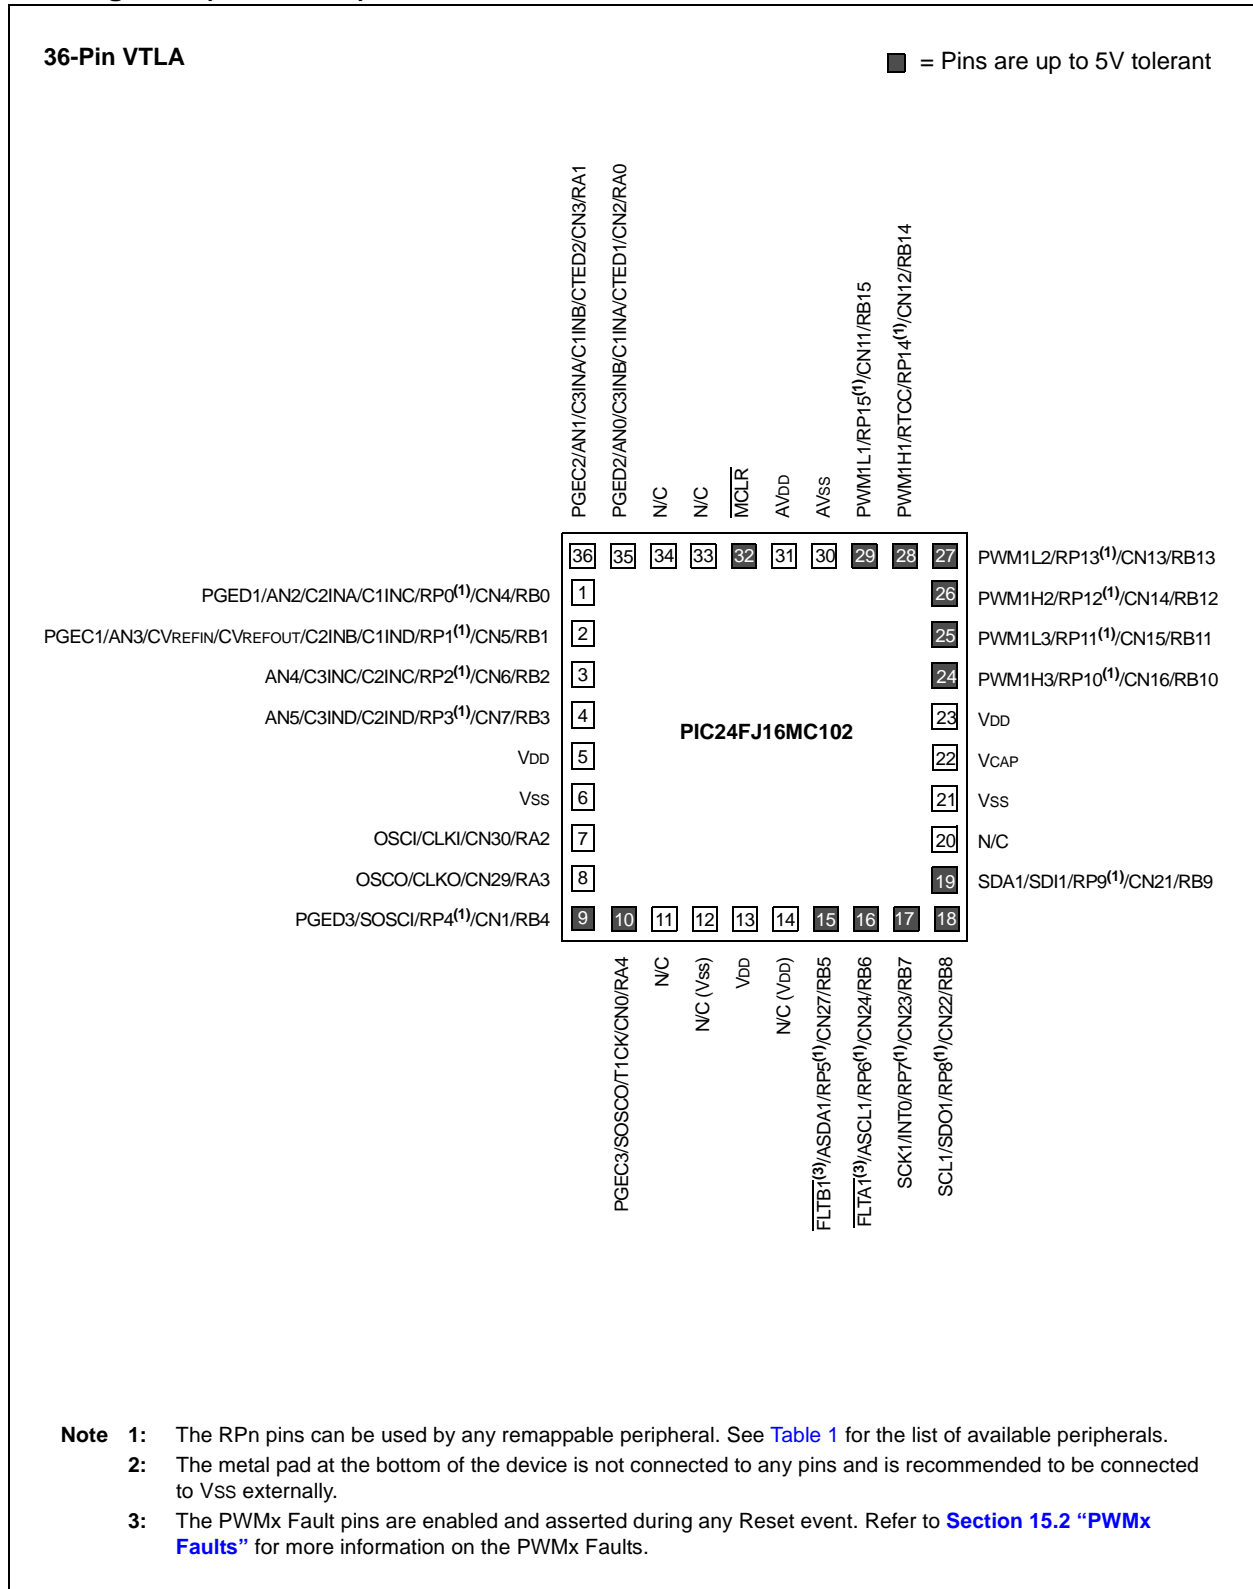 36-Pin VTLA
= Pins are up to 5V tolerant
PGEC2/AN1/C3INA/C1INB/CTED2/CN3/RA1
PGED2/AN0/C3INB/C1INA/CTED1/CN2/RA0
N/C
N/C
MCLR
AVDD
AVSS
PWM1L1/RP15(1)/CN11/RB15
PWM1H1/RTCC/RP14(1)/CN12/RB14
36 35 34 33 32 31 30 29 28 27 PWM1L2/RP13(1)/CN13/RB13
PGED1/AN2/C2INA/C1INC/RP0(1)/CN4/RB0 1
26 PWM1H2/RP12(1)/CN14/RB12
PGEC1/AN3/CVREFIN/CVREFOUT/C2INB/C1IND/RP1(1)/CN5/RB1 2
25 PWM1L3/RP11(1)/CN15/RB11
AN4/C3INC/C2INC/RP2(1)/CN6/RB2 3
24 PWM1H3/RP10(1)/CN16/RB10
AN5/C3IND/C2IND/RP3(1)/CN7/RB3 4
PIC24FJ16MC102
23 VDD
VDD 5
22 VCAP
VSS 6
21 VSS
OSCI/CLKI/CN30/RA2 7
20 N/C
OSCO/CLKO/CN29/RA3 8
19 SDA1/SDI1/RP9(1)/CN21/RB9
PGED3/SOSCI/RP4(1)/CN1/RB4 9 10 11 12 13 14 15 16 17 18
PGEC3/SOSCO/T1CK/CN0/RA4
N/C
N/C (Vss)
VDD
N/C (VDD)
FLTB1(3)/ASDA1/RP5(1)/CN27/RB5
FLTA1(3)/ASCL1/RP6(1)/CN24/RB6
SCK1/INT0/RP7(1)/CN23/RB7
SCL1/SDO1/RP8(1)/CN22/RB8
Note 1: The RPn pins can be used by any remappable peripheral. See Table 1 for the list of available peripherals.
2: The metal pad at the bottom of the device is not connected to any pins and is recommended to be connected
to VSS externally.
3: The PWMx Fault pins are enabled and asserted during any Reset event. Refer to Section 15.2 “PWMx
Faults” for more information on the PWMx Faults.